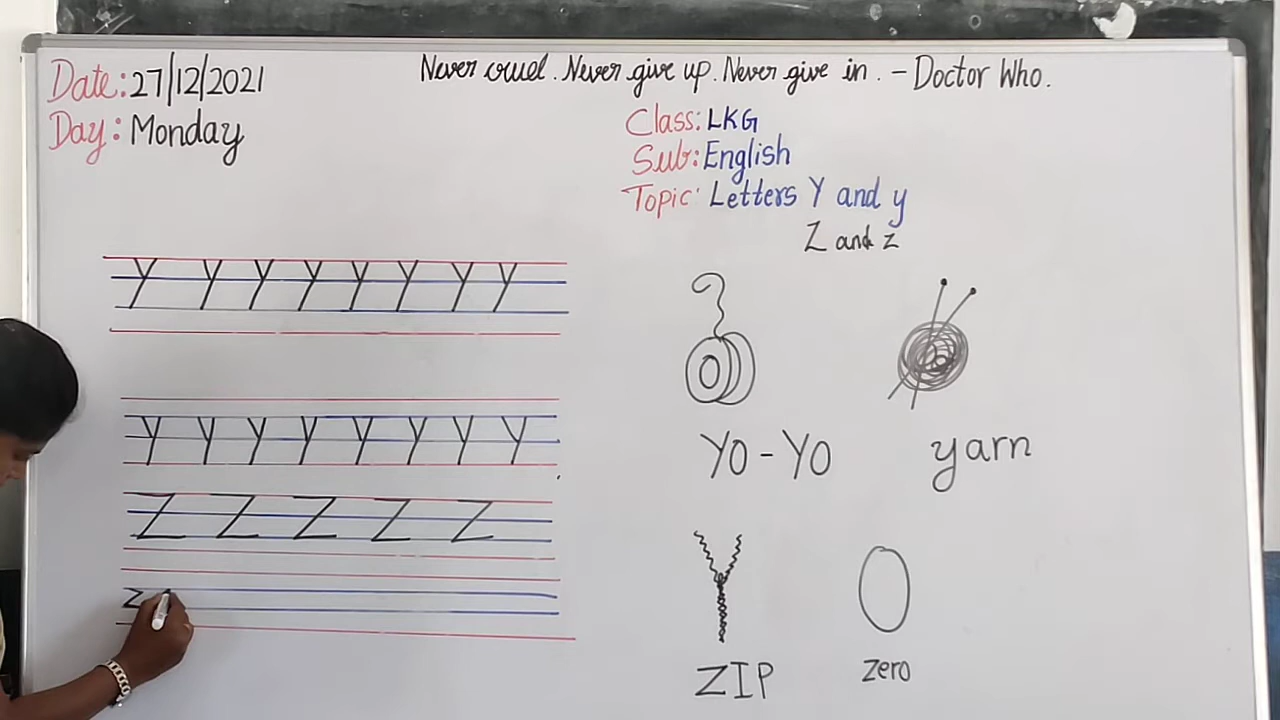 Never cruel. Never give up. Never give in. - Doctor Who.
Date: 27/12/2021
Day: Monday
Class: LKG
Sub: English
Topic: Letters Y and y
Z and z
Y Y Y Y Y Y Y Y
y y y y y y y y
Yo-Yo yarn
Z Z Z Z Z
z
ZIP zero